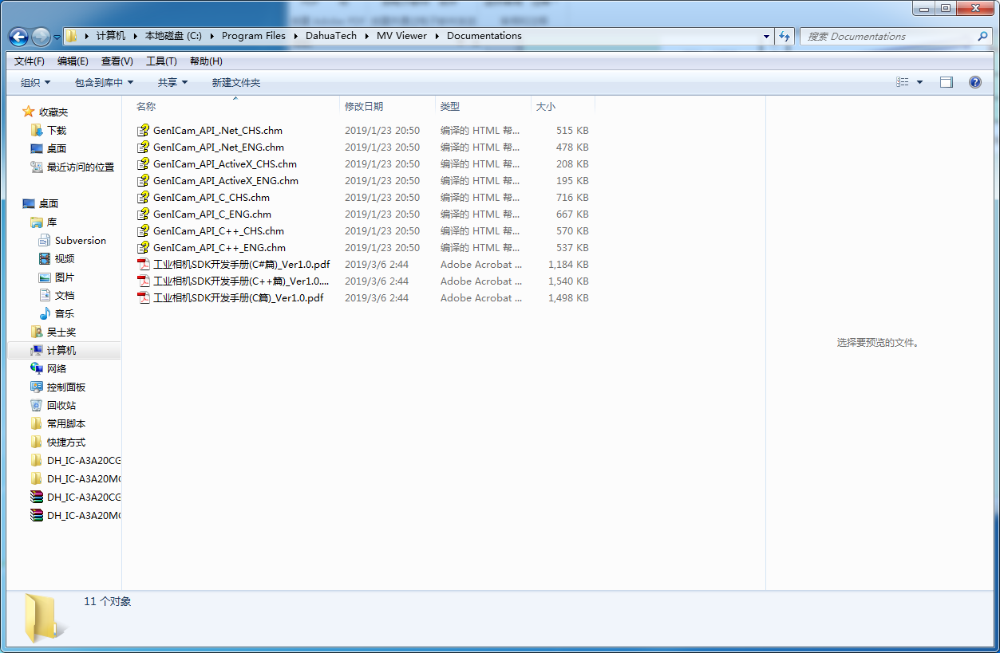 计算机 本地磁盘 (C:) Program Files DahuaTech MV Viewer Documentations 搜索 Documentations
文件(F) 编辑(E) 查看(V) 工具(T) 帮助(H)
组织 包含到库中 共享 新建文件夹
收藏夹
下载
桌面
最近访问的位置
桌面
库
Subversion
视频
图片
文档
音乐
吴士奖
计算机
网络
控制面板
回收站
常用脚本
快捷方式
DH_IC-A3A20CG
DH_IC-A3A20M
DH_IC-A3A20CG
DH_IC-A3A20M
名称 修改日期 类型 大小
GenICam_API_.Net_CHS.chm 2019/1/23 20:50 编译的 HTML 帮... 515 KB
GenICam_API_.Net_ENG.chm 2019/1/23 20:50 编译的 HTML 帮... 478 KB
GenICam_API_ActiveX_CHS.chm 2019/1/23 20:50 编译的 HTML 帮... 208 KB
GenICam_API_ActiveX_ENG.chm 2019/1/23 20:50 编译的 HTML 帮... 195 KB
GenICam_API_C_CHS.chm 2019/1/23 20:50 编译的 HTML 帮... 716 KB
GenICam_API_C_ENG.chm 2019/1/23 20:50 编译的 HTML 帮... 667 KB
GenICam_API_C++_CHS.chm 2019/1/23 20:50 编译的 HTML 帮... 570 KB
GenICam_API_C++_ENG.chm 2019/1/23 20:50 编译的 HTML 帮... 537 KB
工业相机SDK开发手册(C#篇)_Ver1.0.pdf 2019/3/6 2:44 Adobe Acrobat ... 1,184 KB
工业相机SDK开发手册(C++篇)_Ver1.0.... 2019/3/6 2:44 Adobe Acrobat ... 1,540 KB
工业相机SDK开发手册(C篇)_Ver1.0.pdf 2019/3/6 2:44 Adobe Acrobat ... 1,498 KB
选择要预览的文件。
11 个对象